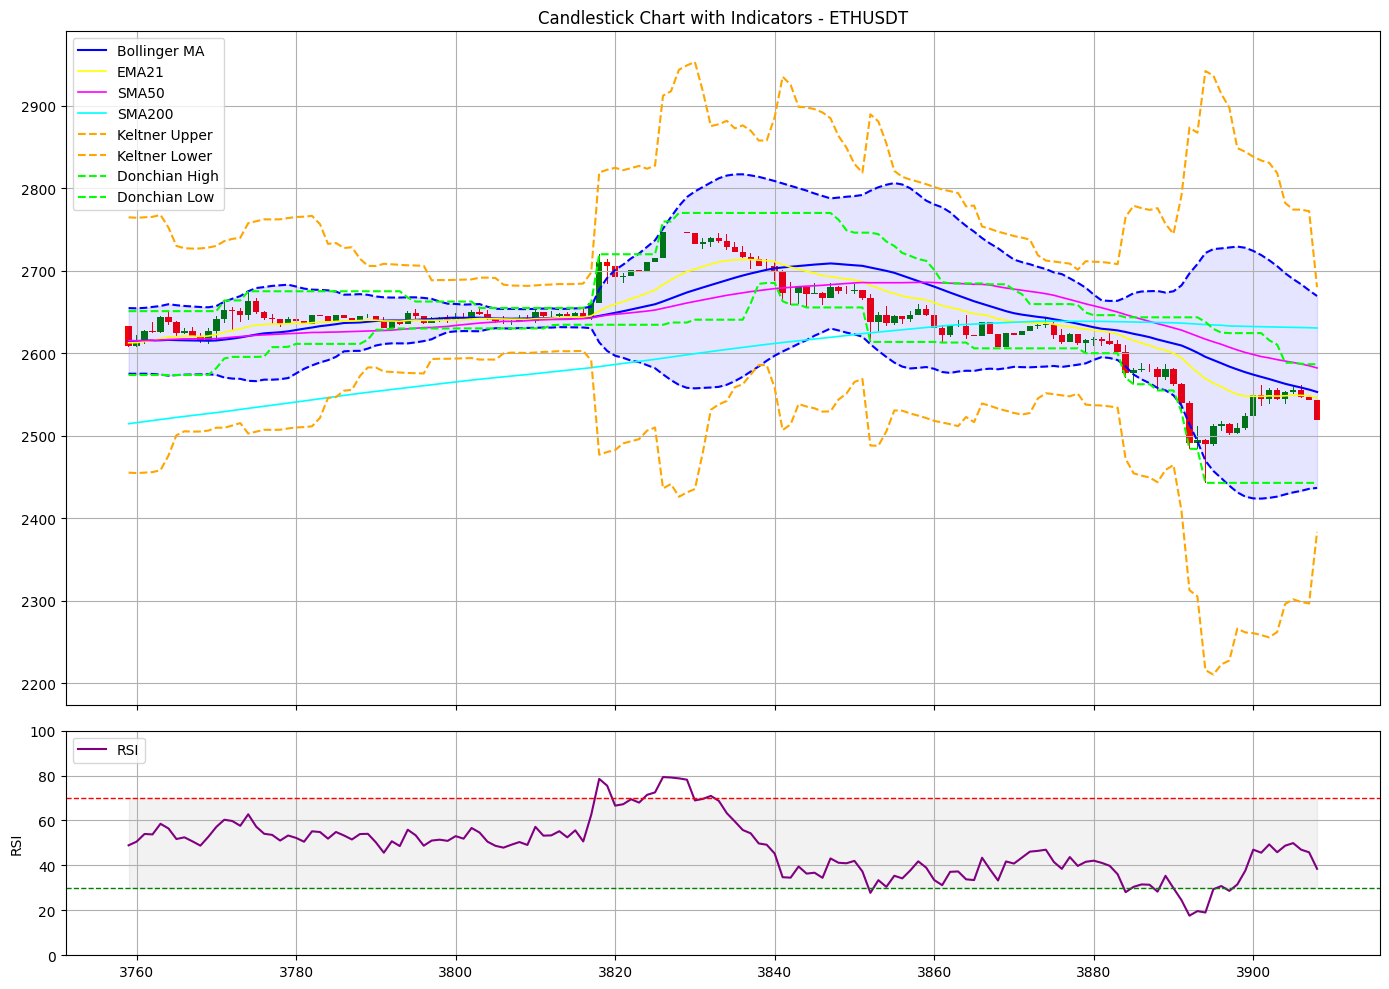 Candlestick Chart with Indicators - ETHUSDT
Bollinger MA
EMA21
SMA50
SMA200
Keltner Upper
Keltner Lower
Donchian High
Donchian Low
2900
2800
2700
2600
2500
2400
2300
2200
RSI
100
80
60
40
20
0
RSI
3760
3780
3800
3820
3840
3860
3880
3900